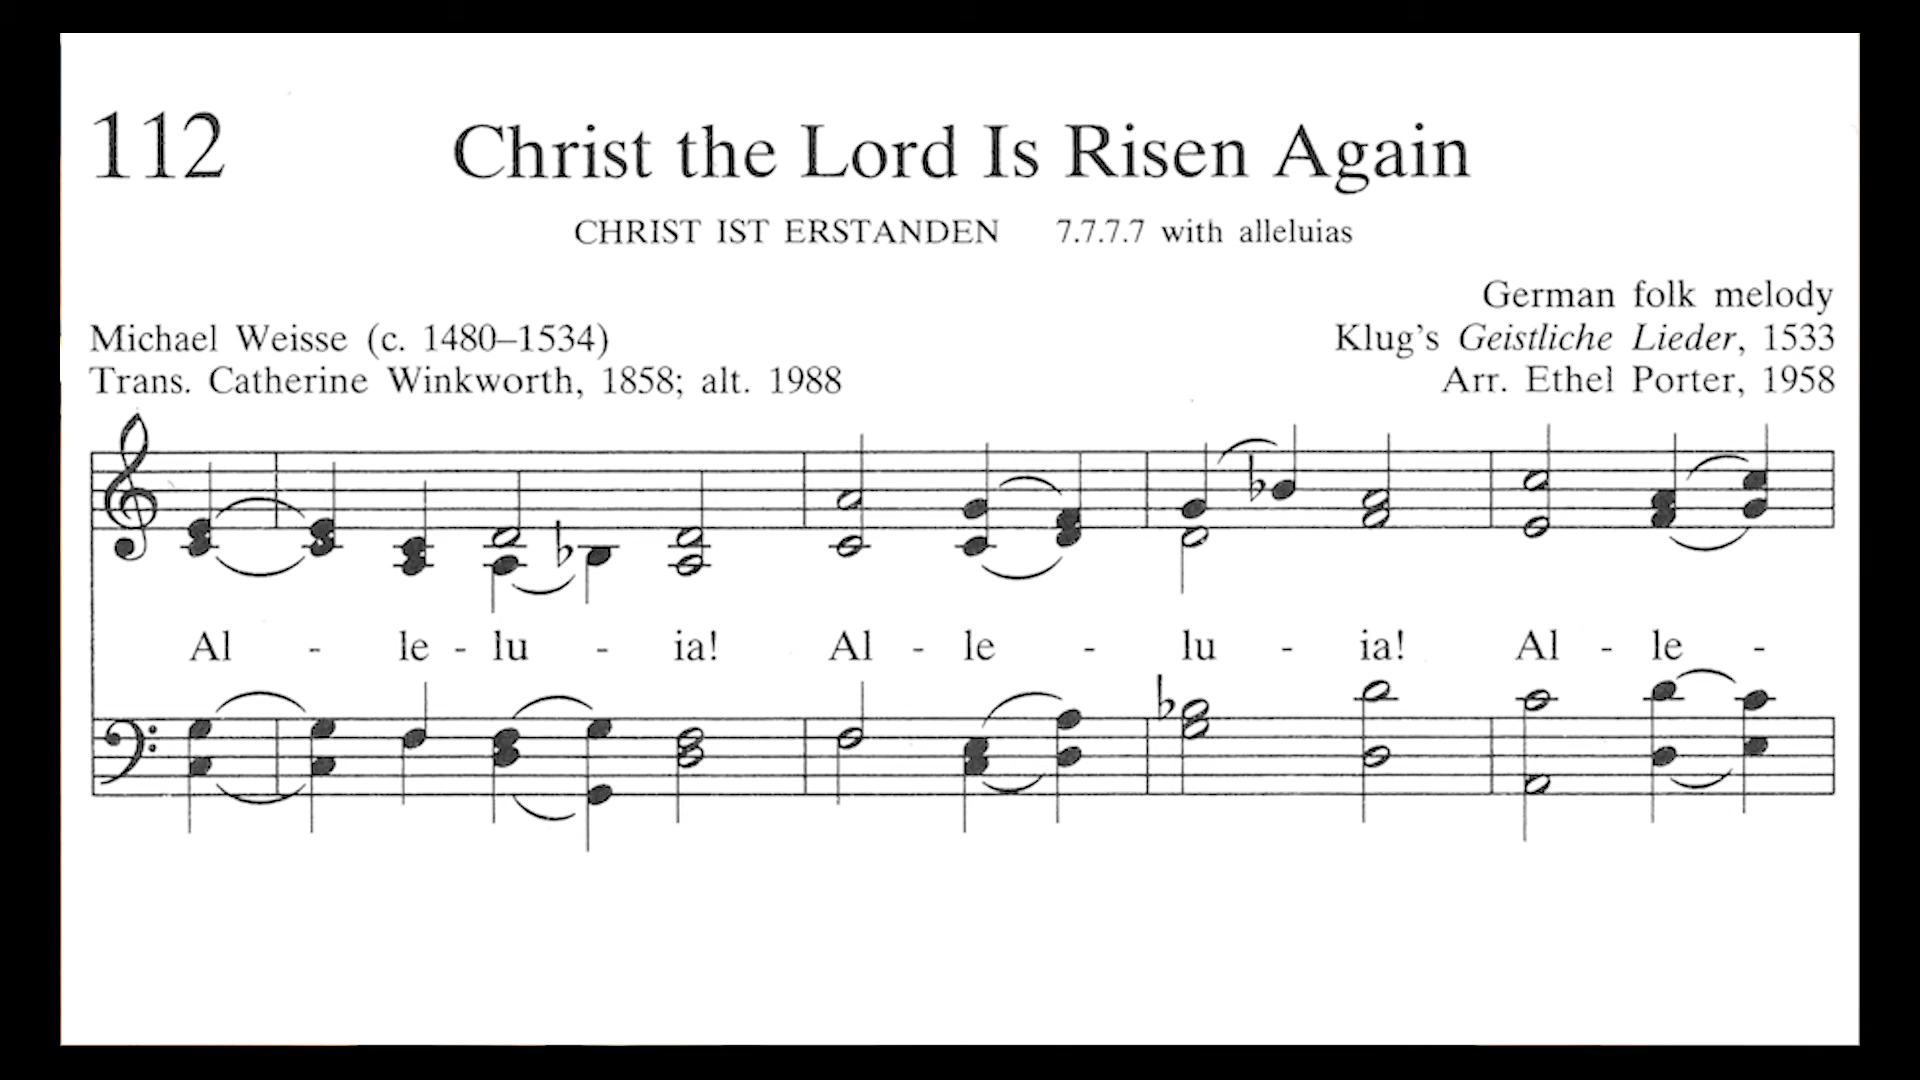 112 Christ the Lord Is Risen Again
CHRIST IST ERSTANDEN 7.7.7.7 with alleluias
German folk melody
Michael Weisse (c. 1480–1534) Klug's Geistliche Lieder, 1533
Trans. Catherine Winkworth, 1858; alt. 1988 Arr. Ethel Porter, 1958
Al - le - lu - ia! Al - le - lu - ia! Al - le -